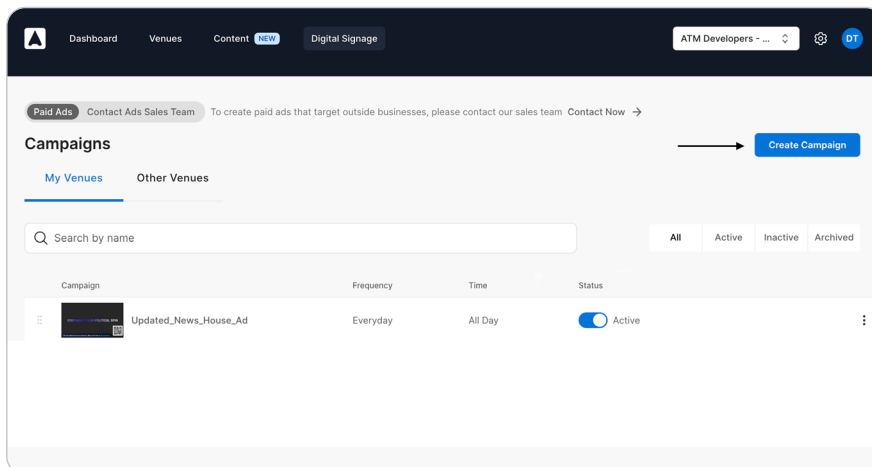 Dashboard Venues Content NEW Digital Signage ATM Developers - ... DT
Paid Ads Contact Ads Sales Team To create paid ads that target outside businesses, please contact our sales team Contact Now →
Campaigns
Create Campaign
My Venues Other Venues
Search by name
All Active Inactive Archived
Campaign Frequency Time Status
Updated_News_House_Ad Everyday All Day Active